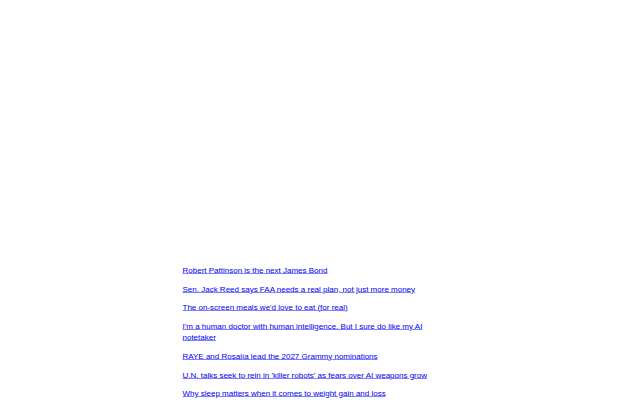 Robert Pattinson is the next James Bond
Sen. Jack Reed says FAA needs a real plan, not just more money
The on-screen meals we'd love to eat (for real)
I'm a human doctor with human intelligence. But I sure do like my AI
notetaker
RAYE and Rosalía lead the 2027 Grammy nominations
U.N. talks seek to rein in 'killer robots' as fears over AI weapons grow
Why sleep matters when it comes to weight gain and loss